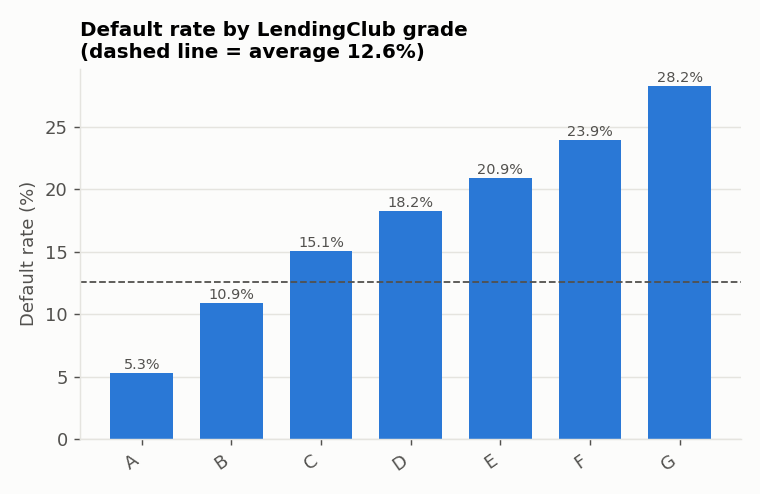 Default rate by LendingClub grade
(dashed line = average 12.6%)
Default rate (%)
25
20
15
10
5
0
5.3%
10.9%
15.1%
18.2%
20.9%
23.9%
28.2%
A
B
C
D
E
F
G